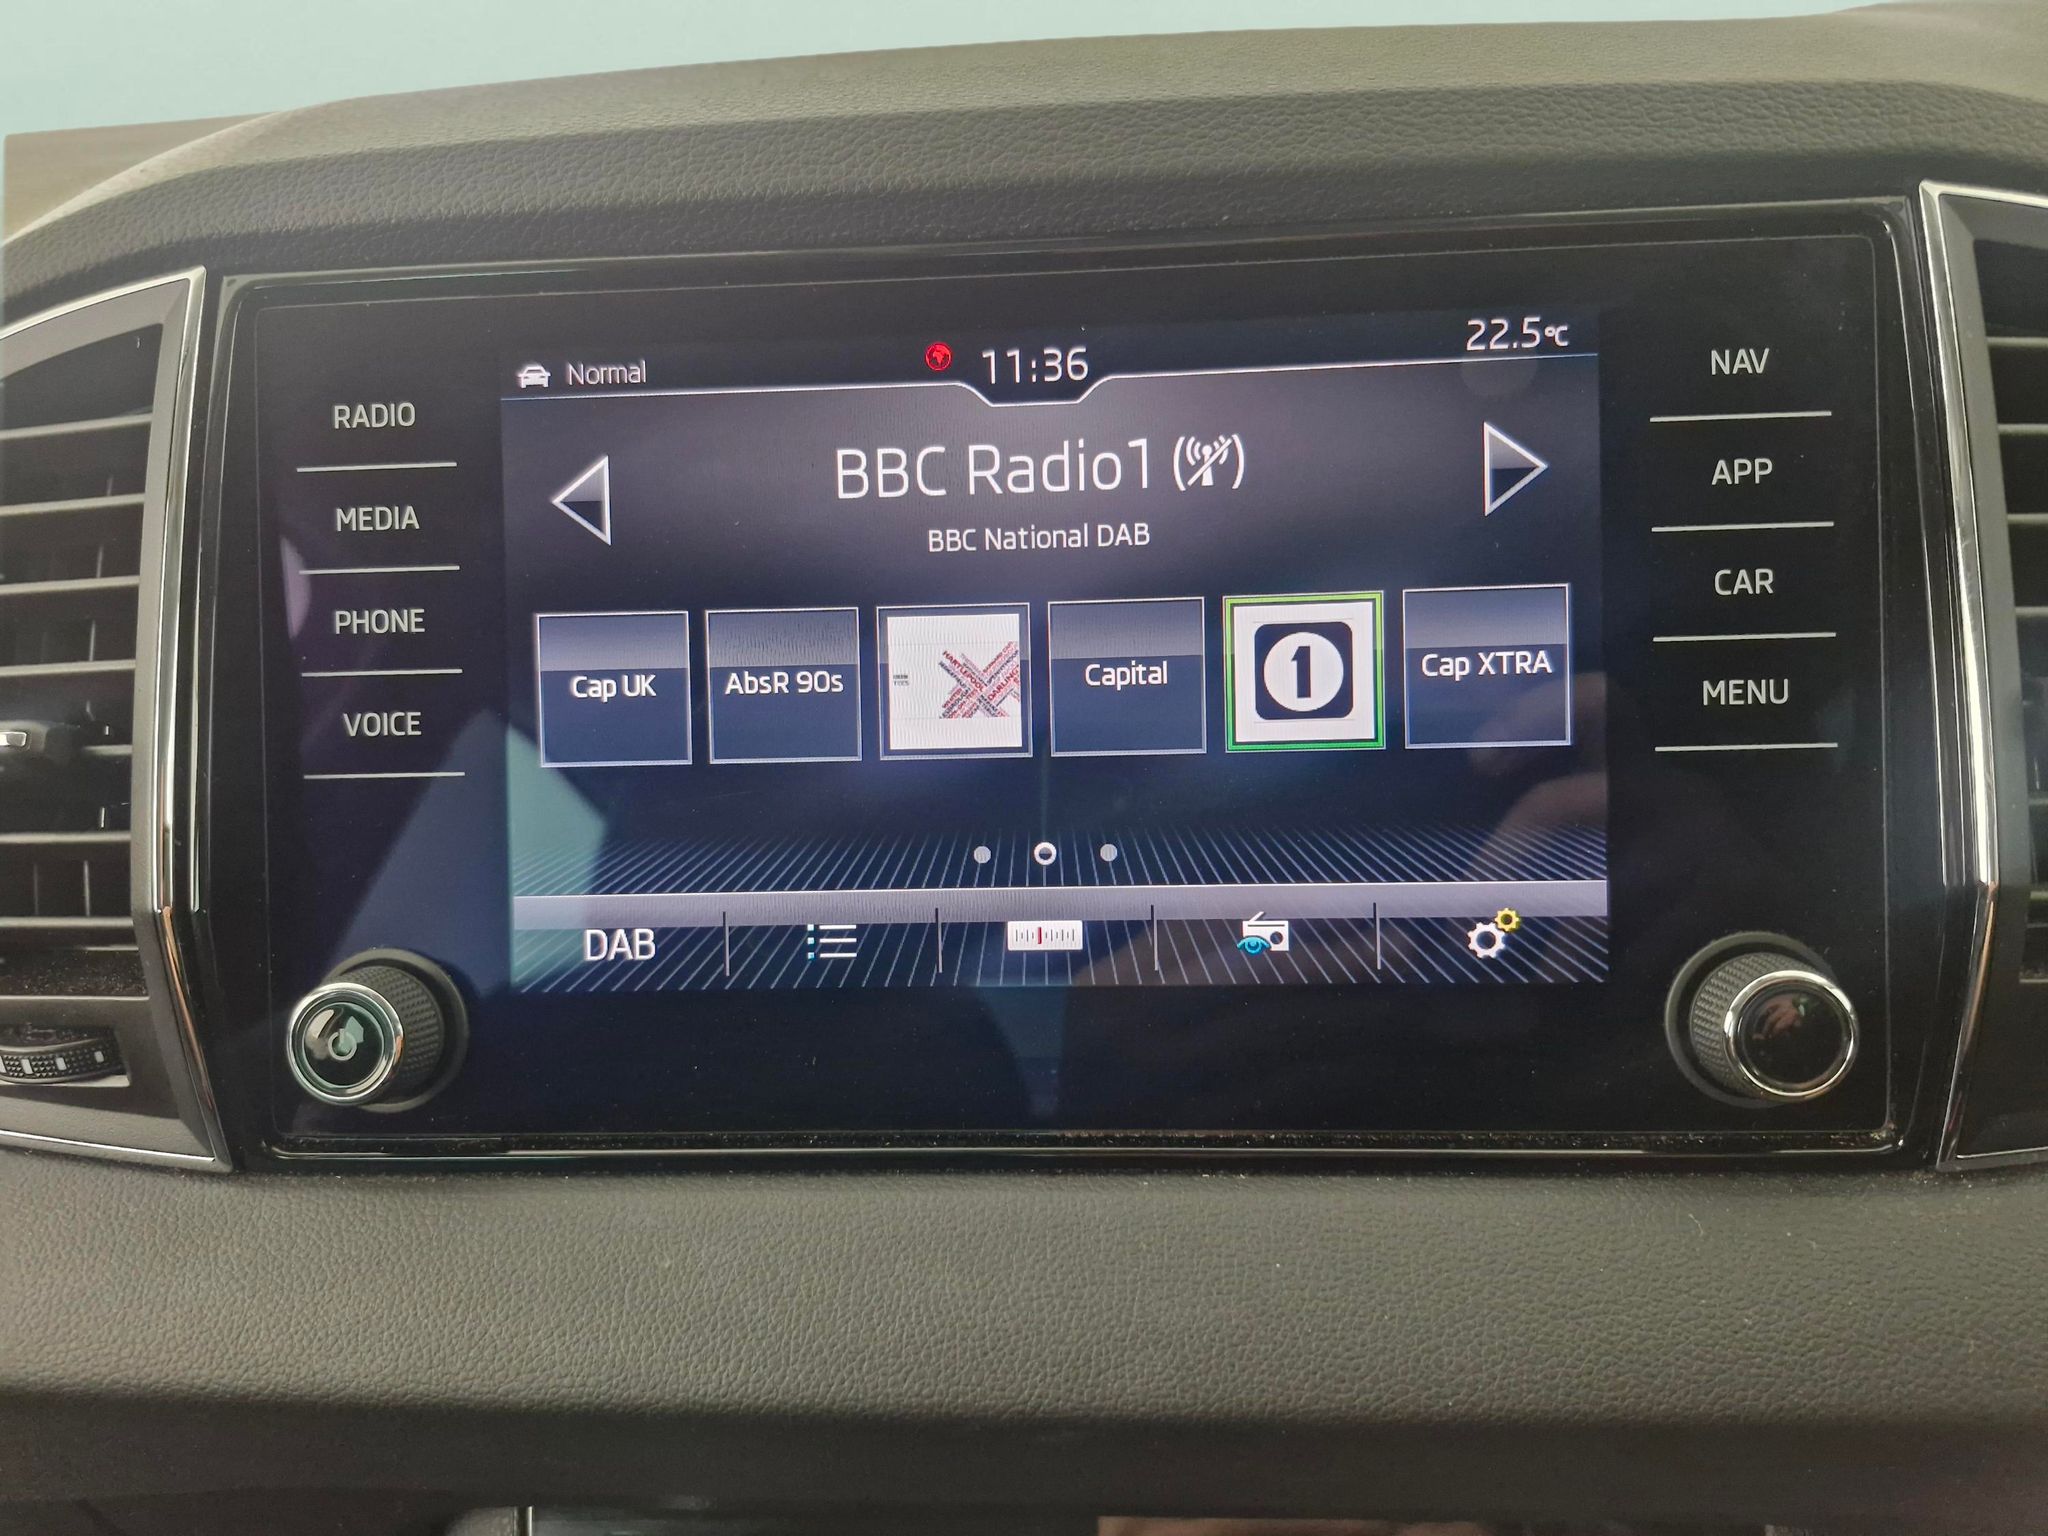 Normal
11:36
22.5°C
RADIO
MEDIA
PHONE
VOICE
BBC Radio1
BBC National DAB
Cap UK
AbsR 90s
HARTLEPOOL
Capital
1
Cap XTRA
DAB
NAV
APP
CAR
MENU